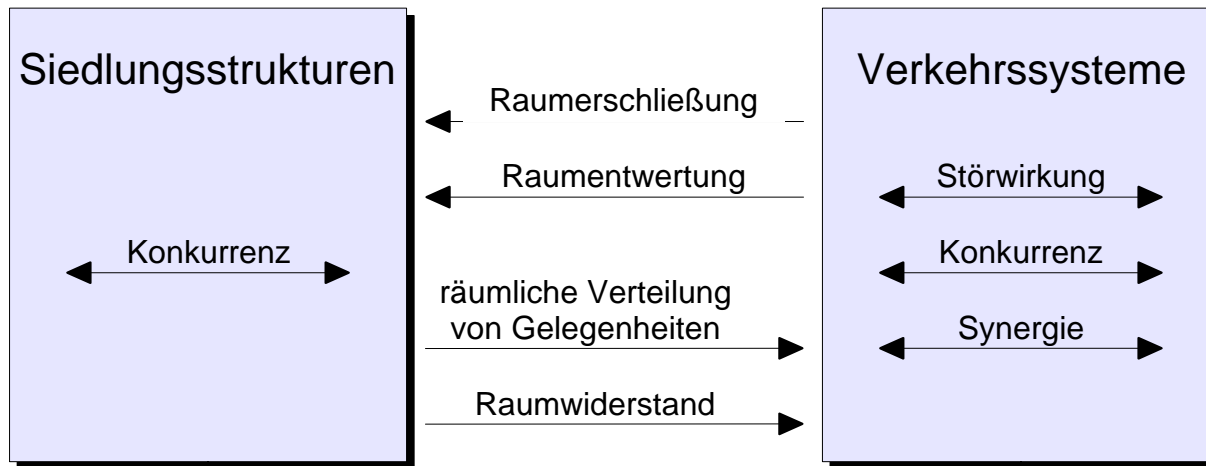 Siedlungsstrukturen
Konkurrenz
Raumerschließung
Raumentwertung
räumliche Verteilung
von Gelegenheiten
Raumwiderstand
Verkehrssysteme
Störwirkung
Konkurrenz
Synergie